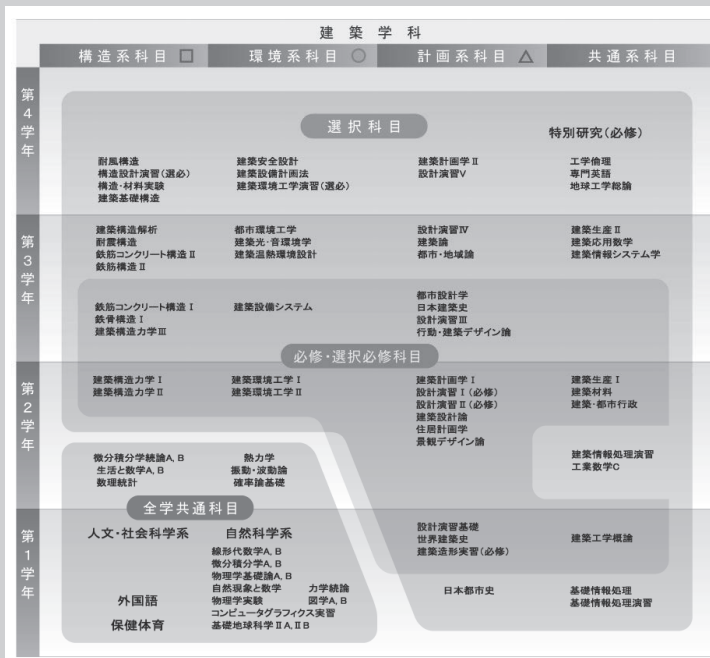 建築学科
構造系科目 □
環境系科目 ○
計画系科目 △
共通系科目
第4学年
選択科目
特別研究(必修)
耐風構造
構造設計演習(選必)
構造・材料実験
建築基礎構造
建築安全設計
建築設備計画法
建築環境工学演習(選必)
建築計画学Ⅱ
設計演習Ⅴ
工学倫理
専門英語
地球工学総論
第3学年
建築構造解析
耐震構造
鉄筋コンクリート構造Ⅱ
鉄筋構造Ⅱ
都市環境工学
建築光・音環境学
建築温熱環境設計
設計演習Ⅳ
建築論
都市・地域論
建築生産Ⅱ
建築応用数学
建築情報システム学
鉄筋コンクリート構造Ⅰ
鉄骨構造Ⅰ
建築構造力学Ⅲ
建築設備システム
都市設計学
日本建築史
設計演習Ⅲ
行動・建築デザイン論
必修・選択必修科目
第2学年
建築構造力学Ⅰ
建築構造力学Ⅱ
建築環境工学Ⅰ
建築環境工学Ⅱ
建築計画学Ⅰ
設計演習Ⅰ(必修)
設計演習Ⅱ(必修)
建築設計論
住居計画学
景観デザイン論
建築生産Ⅰ
建築材料
建築・都市行政
微分積分学続論A, B
生活と数学A, B
数理統計
熱力学
振動・波動論
確率論基礎
建築情報処理演習
工業数学C
全学共通科目
第1学年
人文・社会科学系
外国語
保健体育
自然科学系
線形代数学A, B
微分積分学A, B
物理学基礎論A, B
自然現象と数学 力学続論
物理学実験 図学A, B
コンピュータグラフィクス実習
基礎地球科学ⅡA, ⅡB
設計演習基礎
世界建築史
建築造形実習(必修)
建築工学概論
日本都市史
基礎情報処理
基礎情報処理演習